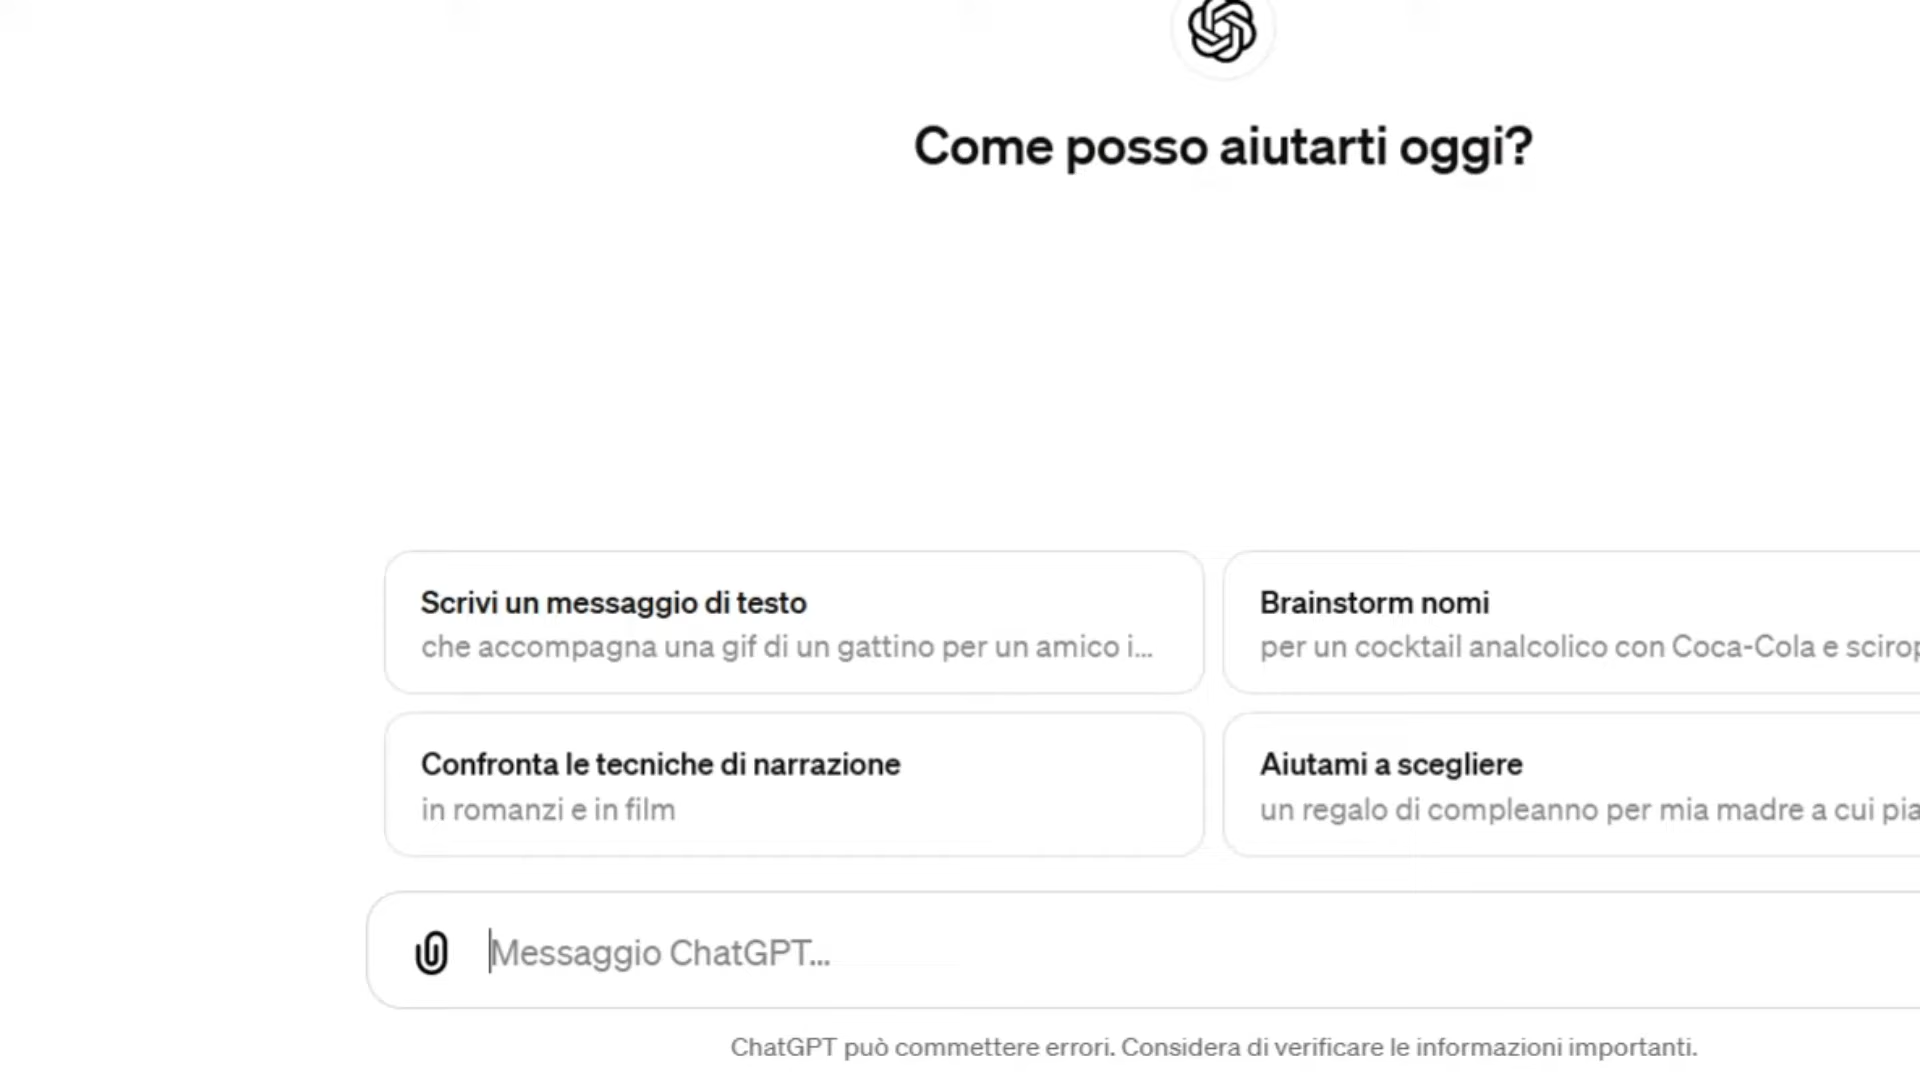 Come posso aiutarti oggi?
Scrivi un messaggio di testo
che accompagna una gif di un gattino per un amico i...
Brainstorm nomi
per un cocktail analcolico con Coca-Cola e scirop
Confronta le tecniche di narrazione
in romanzi e in film
Aiutami a scegliere
un regalo di compleanno per mia madre a cui pia
Messaggio ChatGPT...
ChatGPT può commettere errori. Considera di verificare le informazioni importanti.